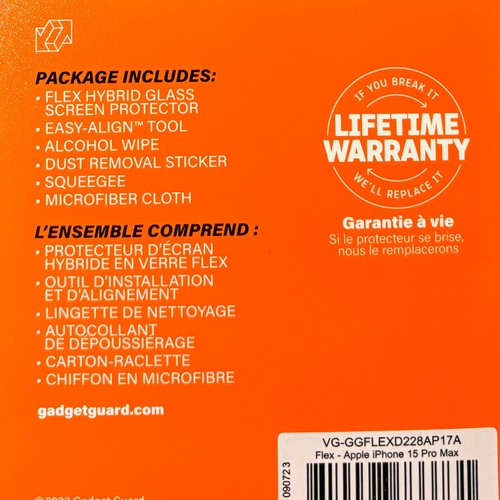 PACKAGE INCLUDES:
• FLEX HYBRID GLASS
SCREEN PROTECTOR
• EASY-ALIGN™ TOOL
• ALCOHOL WIPE
• DUST REMOVAL STICKER
• SQUEEGEE
• MICROFIBER CLOTH
L'ENSEMBLE COMPREND :
• PROTECTEUR D'ÉCRAN
HYBRIDE EN VERRE FLEX
• OUTIL D'INSTALLATION
ET D'ALIGNEMENT
• LINGETTE DE NETTOYAGE
• AUTOCOLLANT
DE DÉPOUSSIÉRAGE
• CARTON-RACLETTE
• CHIFFON EN MICROFIBRE
gadgetguard.com
IF YOU BREAK IT
LIFETIME
WARRANTY
WE'LL REPLACE IT
Garantie à vie
Si le protecteur se brise,
nous le remplacerons
VG-GGFLEXD228AP17A
Flex - Apple iPhone 15 Pro Max
090723
Gadget Guard